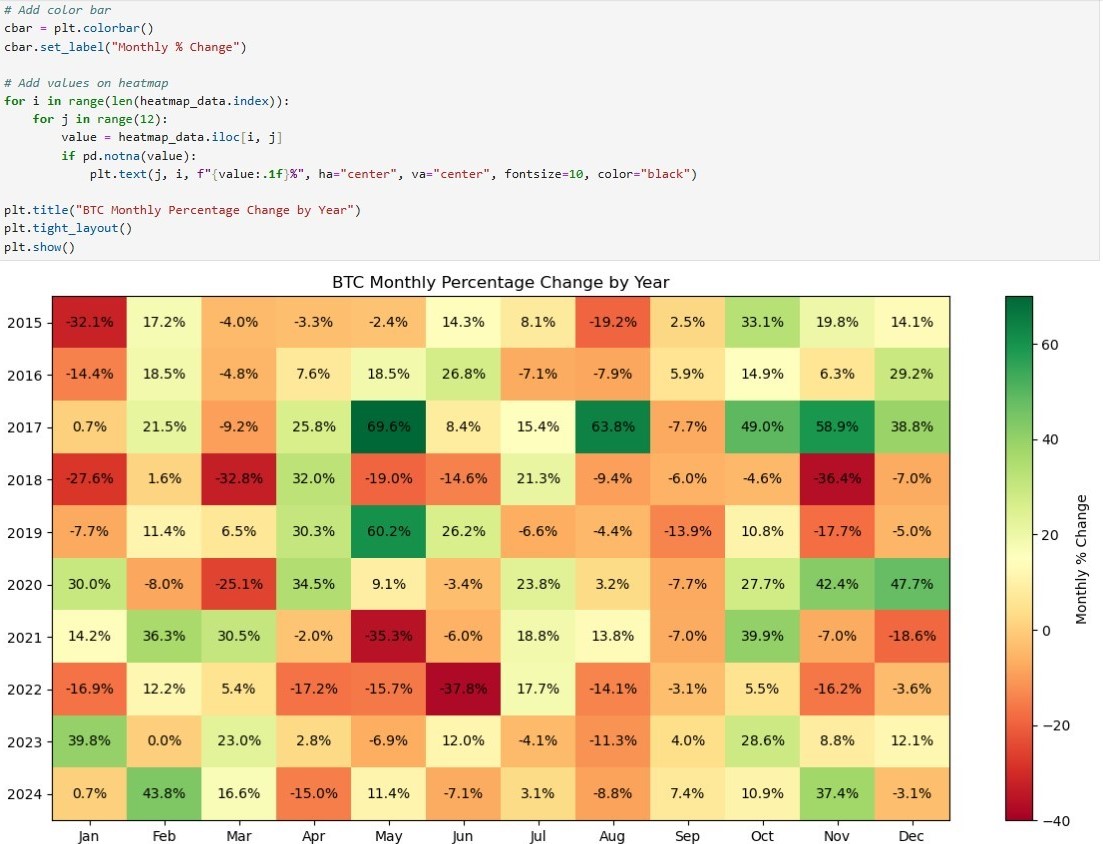 # Add color bar
cbar = plt.colorbar()
cbar.set_label("Monthly % Change")
# Add values on heatmap
for i in range(len(heatmap_data.index)):
    for j in range(12):
        value = heatmap_data.iloc[i, j]
        if pd.notna(value):
            plt.text(j, i, f"{value:.1f}%", ha="center", va="center", fontsize=10, color="black")
plt.title("BTC Monthly Percentage Change by Year")
plt.tight_layout()
plt.show()
BTC Monthly Percentage Change by Year
2015 -32.1% 17.2% -4.0% -3.3% -2.4% 14.3% 8.1% -19.2% 2.5% 33.1% 19.8% 14.1%
2016 -14.4% 18.5% -4.8% 7.6% 18.5% 26.8% -7.1% -7.9% 5.9% 14.9% 6.3% 29.2%
2017 0.7% 21.5% -9.2% 25.8% 69.6% 8.4% 15.4% 63.8% -7.7% 49.0% 58.9% 38.8%
2018 -27.6% 1.6% -32.8% 32.0% -19.0% -14.6% 21.3% -9.4% -6.0% -4.6% -36.4% -7.0%
2019 -7.7% 11.4% 6.5% 30.3% 60.2% 26.2% -6.6% -4.4% -13.9% 10.8% -17.7% -5.0%
2020 30.0% -8.0% -25.1% 34.5% 9.1% -3.4% 23.8% 3.2% -7.7% 27.7% 42.4% 47.7%
2021 14.2% 36.3% 30.5% -2.0% -35.3% -6.0% 18.8% 13.8% -7.0% 39.9% -7.0% -18.6%
2022 -16.9% 12.2% 5.4% -17.2% -15.7% -37.8% 17.7% -14.1% -3.1% 5.5% -16.2% -3.6%
2023 39.8% 0.0% 23.0% 2.8% -6.9% 12.0% -4.1% -11.3% 4.0% 28.6% 8.8% 12.1%
2024 0.7% 43.8% 16.6% -15.0% 11.4% -7.1% 3.1% -8.8% 7.4% 10.9% 37.4% -3.1%
Jan Feb Mar Apr May Jun Jul Aug Sep Oct Nov Dec
60
40
20
0
−20
−40
Monthly % Change